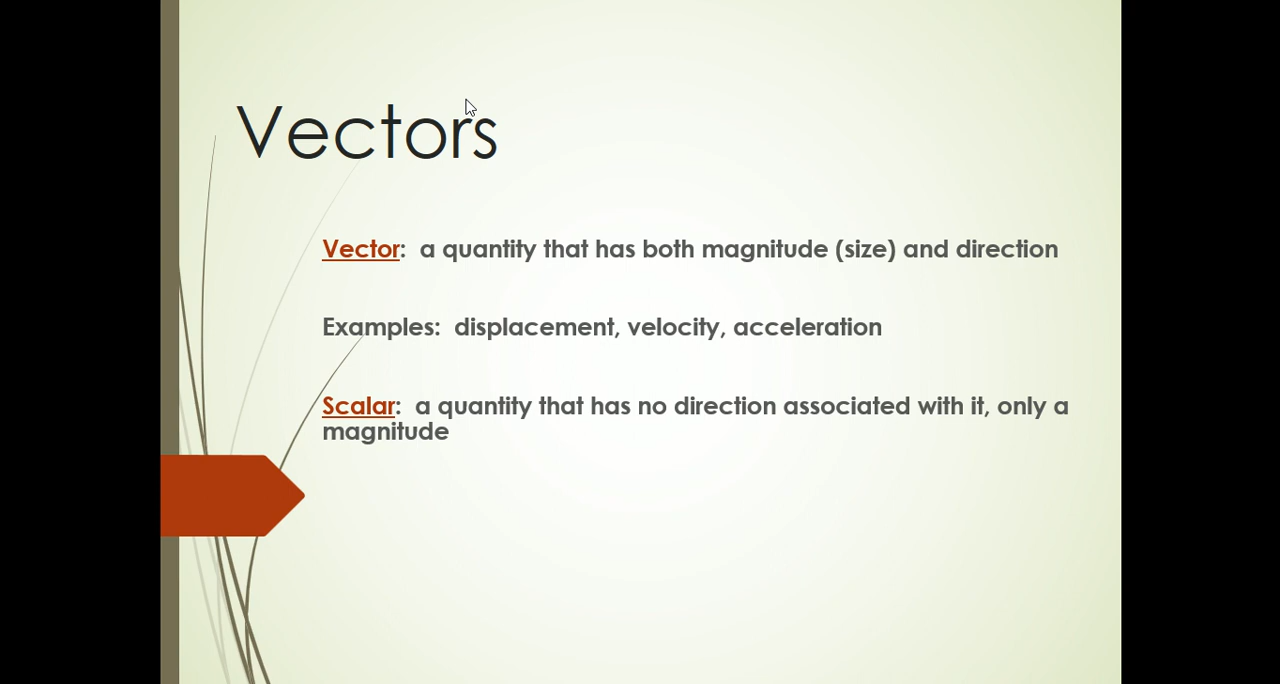 Vectors
Vector:  a quantity that has both magnitude (size) and direction
Examples:  displacement, velocity, acceleration
Scalar:  a quantity that has no direction associated with it, only a
magnitude